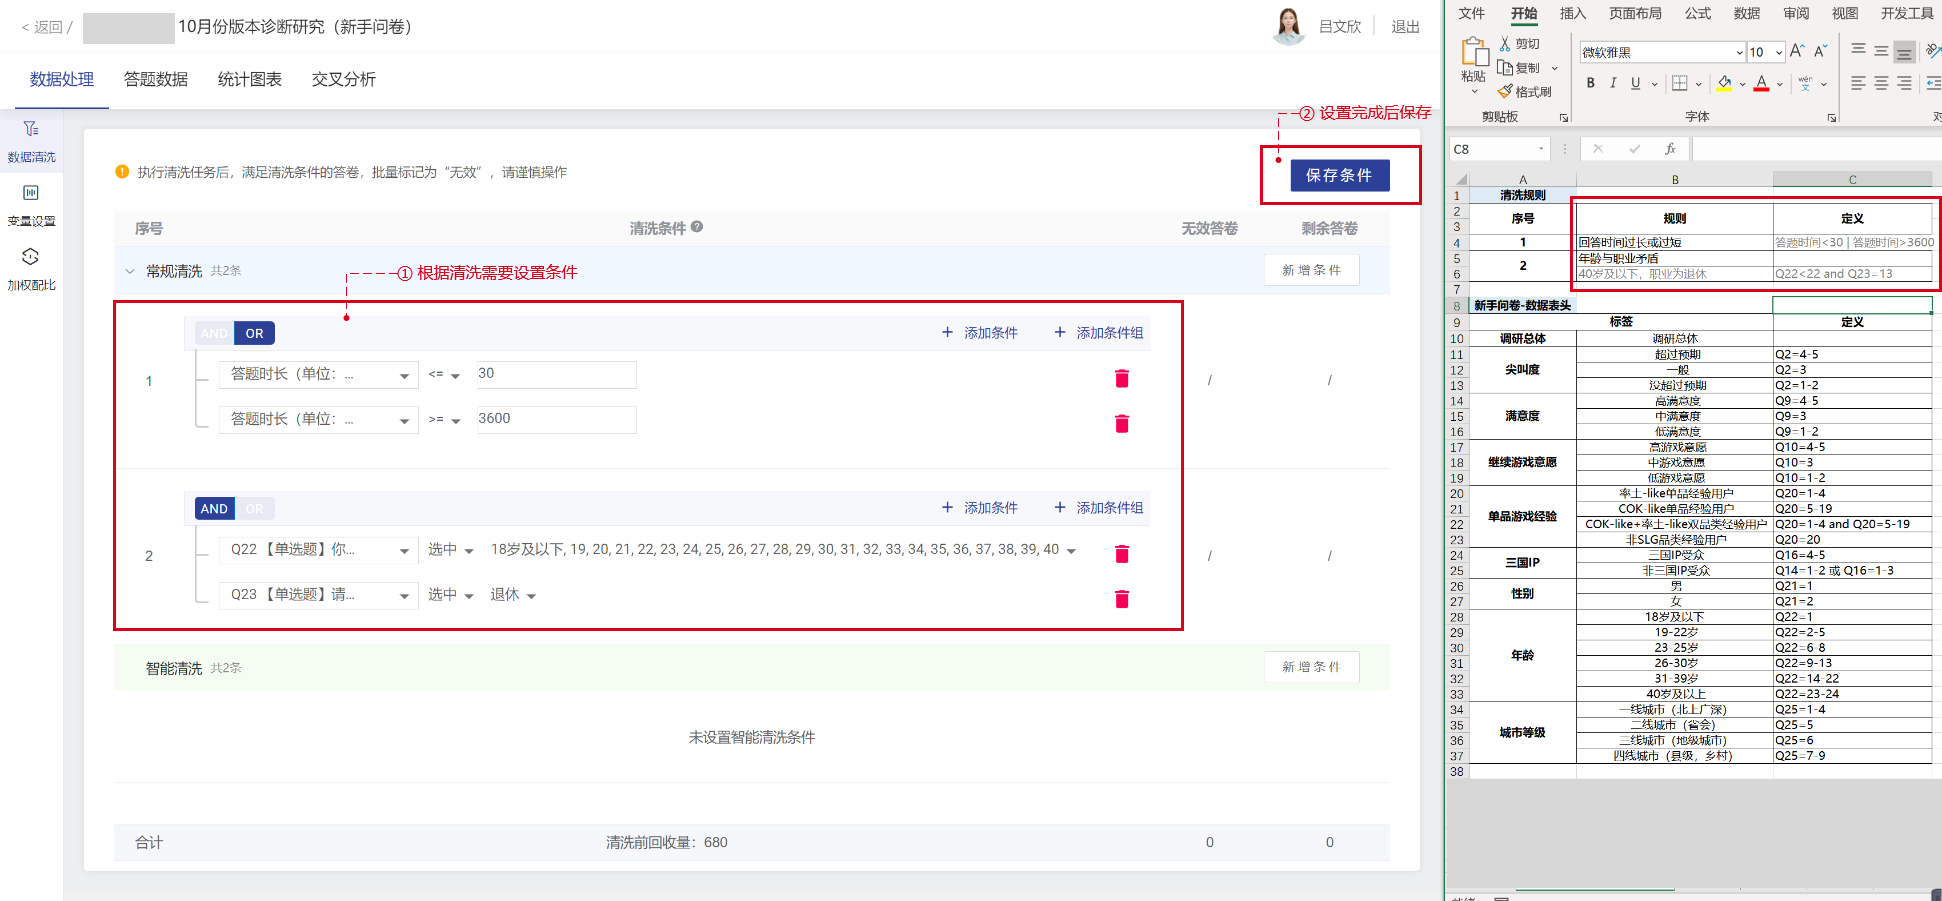 < 返回 / 10月份版本诊断研究（新手问卷）
吕文欣 退出
数据处理 答题数据 统计图表 交叉分析
② 设置完成后保存
数据清洗
变量设置
加权配比
执行清洗任务后，满足清洗条件的答卷，批量标记为“无效”，请谨慎操作
保存条件
序号 清洗条件 无效答卷 剩余答卷
常规清洗 共2条 新增条件
① 根据清洗需要设置条件
AND OR + 添加条件 + 添加条件组
1
答题时长（单位：... <= 30 / /
答题时长（单位：... >= 3600
AND OR + 添加条件 + 添加条件组
2
Q22 【单选题】你... 选中 18岁及以下, 19, 20, 21, 22, 23, 24, 25, 26, 27, 28, 29, 30, 31, 32, 33, 34, 35, 36, 37, 38, 39, 40 / /
Q23 【单选题】请... 选中 退休
智能清洗 共2条 新增条件
未设置智能清洗条件
合计 清洗前回收量：680 0 0
文件 开始 插入 页面布局 公式 数据 审阅 视图 开发工具
粘贴
剪切
复制
格式刷
剪贴板
微软雅黑 10 A A
B I U A wén 文
字体
C8 fx
A B C
1 清洗规则
2
3
序号 规则 定义
4 1 回答时间过长或过短 答题时间<30 | 答题时间>3600
5 年龄与职业矛盾
2
6 40岁及以下，职业为退休 Q22<22 and Q23=13
7
8 新手问卷-数据表头
9 标签 定义
10 调研总体 调研总体
11 超过预期 Q2=4-5
12 尖叫度 一般 Q2=3
13 没超过预期 Q2=1-2
14 高满意度 Q9=4-5
15 满意度 中满意度 Q9=3
16 低满意度 Q9=1-2
17 高游戏意愿 Q10=4-5
18 继续游戏意愿 中游戏意愿 Q10=3
19 低游戏意愿 Q10=1-2
20 率土-like单品经验用户 Q20=1-4
21 COK-like单品经验用户 Q20=5-19
单品游戏经验
22 COK-like+率土-like双品类经验用户 Q20=1-4 and Q20=5-19
23 非SLG品类经验用户 Q20=20
24 三国IP受众 Q16=4-5
三国IP
25 非三国IP受众 Q14=1-2 或 Q16=1-3
26 男 Q21=1
性别
27 女 Q21=2
28 18岁及以下 Q22=1
29 19-22岁 Q22=2-5
30 23-25岁 Q22=6-8
年龄
31 26-30岁 Q22=9-13
32 31-39岁 Q22=14-22
33 40岁及以上 Q22=23-24
34 一线城市（北上广深） Q25=1-4
35 二线城市（省会） Q25=5
城市等级
36 三线城市（地级城市） Q25=6
37 四线城市（县级，乡村） Q25=7-9
38